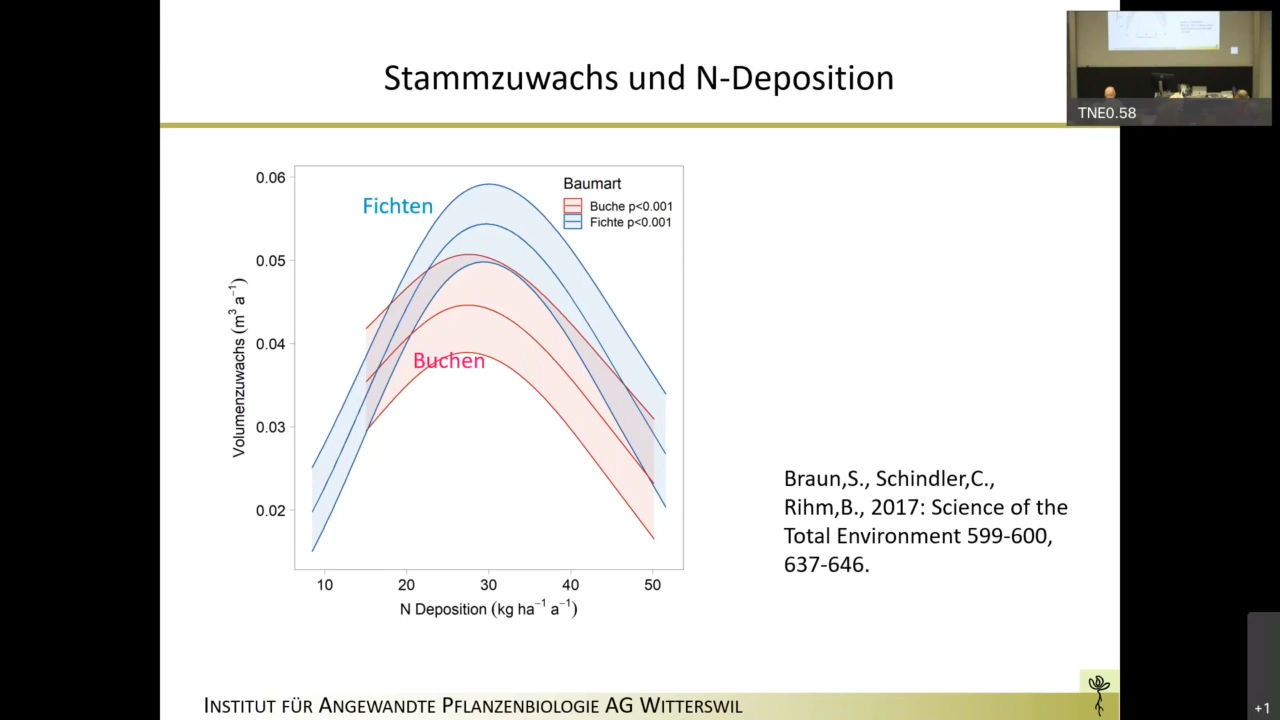 Stammzuwachs und N-Deposition
TNE0.58
Fichten
Baumart
Buche p<0.001
Fichte p<0.001
Buchen
0.06
0.05
0.04
0.03
0.02
Volumenzuwachs (m³ a⁻¹)
10 20 30 40 50
N Deposition (kg ha⁻¹ a⁻¹)
Braun,S., Schindler,C.,
Rihm,B., 2017: Science of the
Total Environment 599-600,
637-646.
INSTITUT FÜR ANGEWANDTE PFLANZENBIOLOGIE AG WITTERSWIL
+1